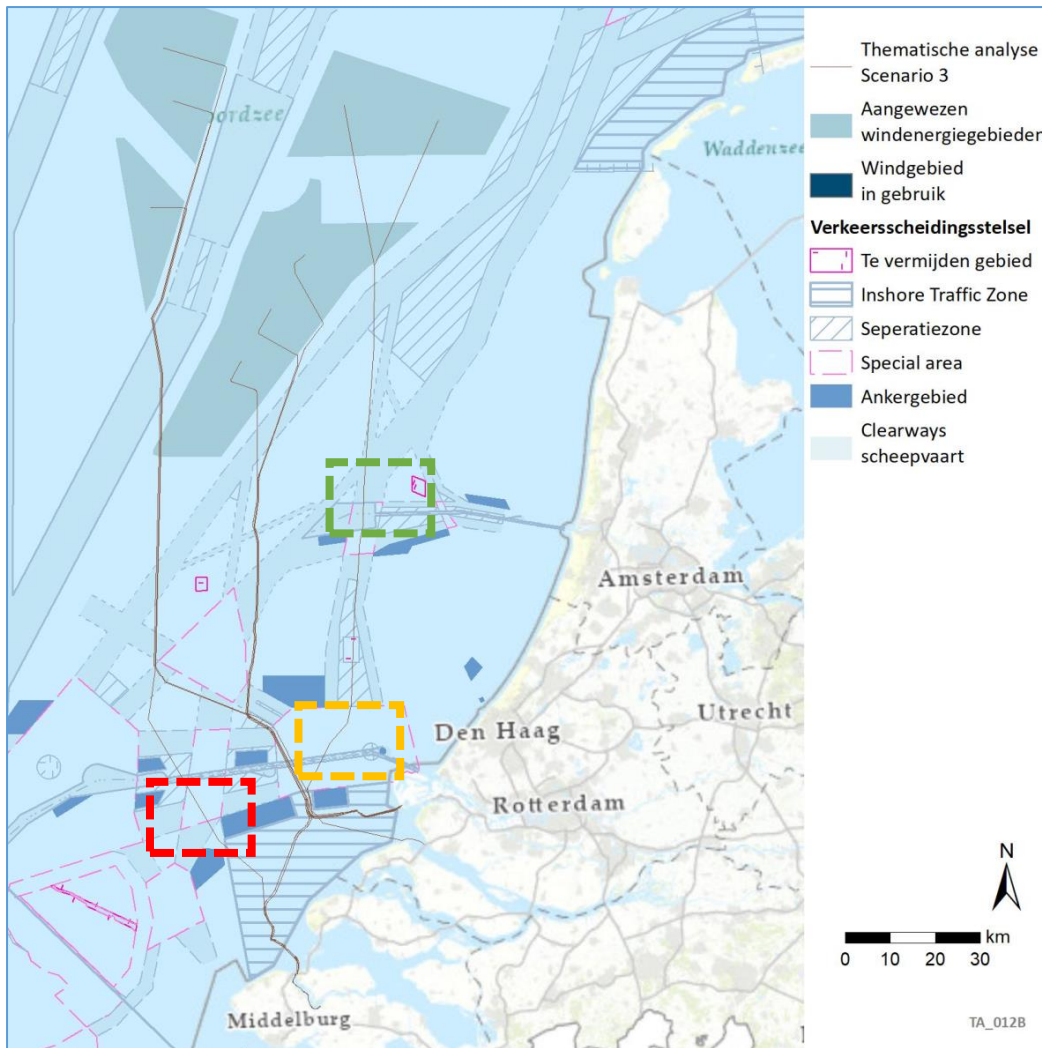 Thematische analyse
Scenario 3
Aangewezen
windenergiegebieden
Windgebied
in gebruik
Verkeersscheidingsstelsel
Te vermijden gebied
Inshore Traffic Zone
Seperatiezone
Special area
Ankergebied
Clearways
scheepvaart
Waddenzee
Amsterdam
Utrecht
Den Haag
Rotterdam
Middelburg
N
km
0 10 20 30
TA_012B